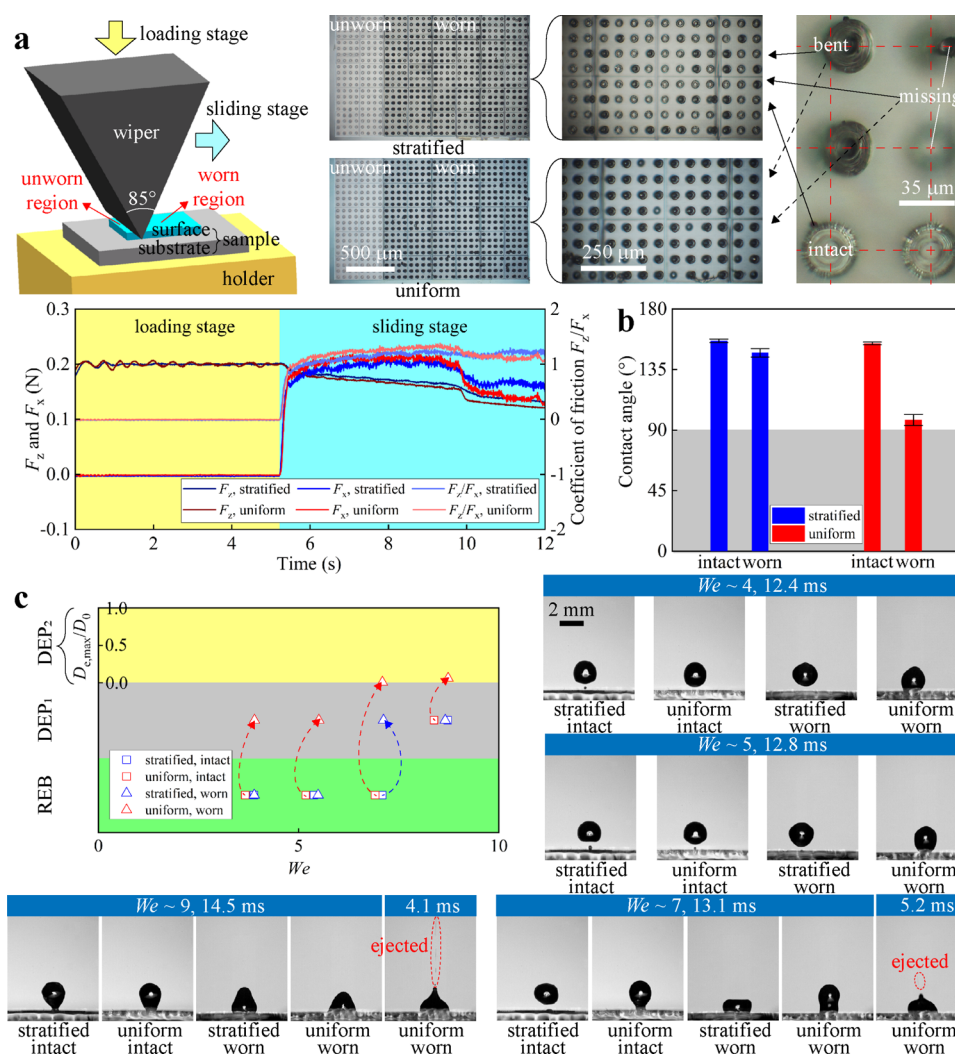 a
loading stage
wiper
sliding stage
unworn
region
worn
region
85°
surface
substrate
sample
holder
unworn worn
stratified
unworn worn
500 μm
uniform
250 μm
bent
missing
35 μm
intact
loading stage sliding stage
0.3
0.2
0.1
0.0
-0.1
Fz and Fx (N)
2
1
0
-1
-2
Coefficient of friction Fz/Fx
Fz, stratified Fx, stratified Fz/Fx, stratified
Fz, uniform Fx, uniform Fz/Fx, uniform
0 2 4 6 8 10 12
Time (s)
b
180
135
90
45
0
Contact angle (°)
stratified
uniform
intact worn intact worn
c
DEP₂
De,max/D0
1.0
0.5
0.0
DEP₁
REB
stratified, intact
uniform, intact
stratified, worn
uniform, worn
0 5 10
We
We ~ 4, 12.4 ms
2 mm
stratified intact
uniform intact
stratified worn
uniform worn
We ~ 5, 12.8 ms
stratified intact
uniform intact
stratified worn
uniform worn
We ~ 9, 14.5 ms 4.1 ms
ejected
stratified intact
uniform intact
stratified worn
uniform worn
uniform worn
We ~ 7, 13.1 ms 5.2 ms
ejected
stratified intact
uniform intact
stratified worn
uniform worn
uniform worn